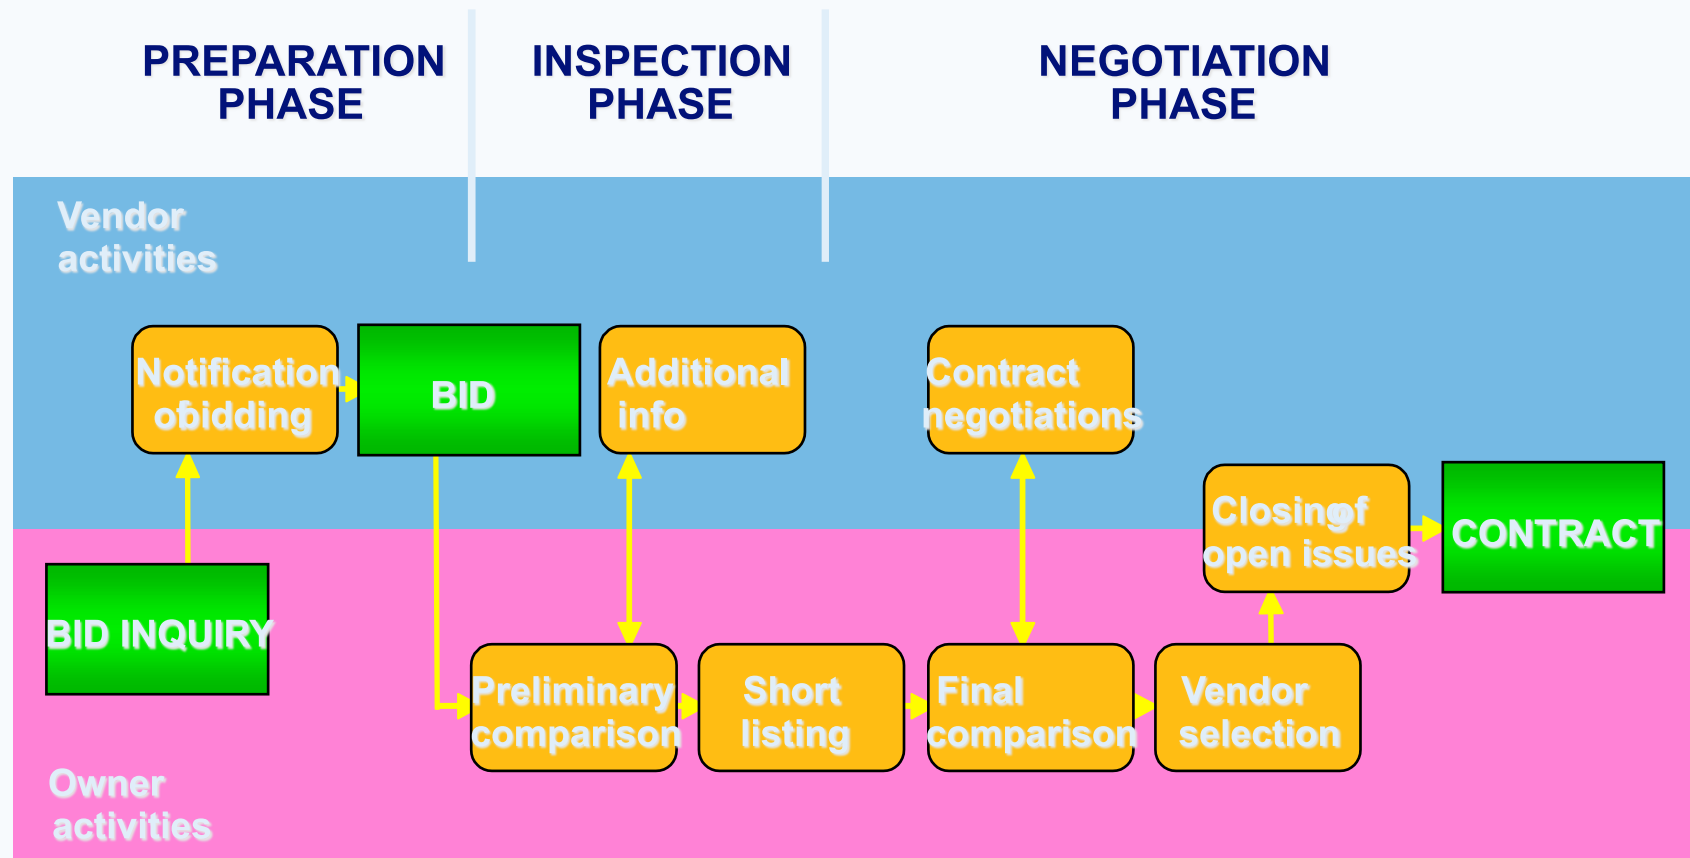 PREPARATION
PHASE
INSPECTION
PHASE
NEGOTIATION
PHASE
Vendor
activities
Notification
of bidding
BID
Additional
info
Contract
negotiations
Closing of
open issues
CONTRACT
BID INQUIRY
Preliminary
comparison
Short
listing
Final
comparison
Vendor
selection
Owner
activities